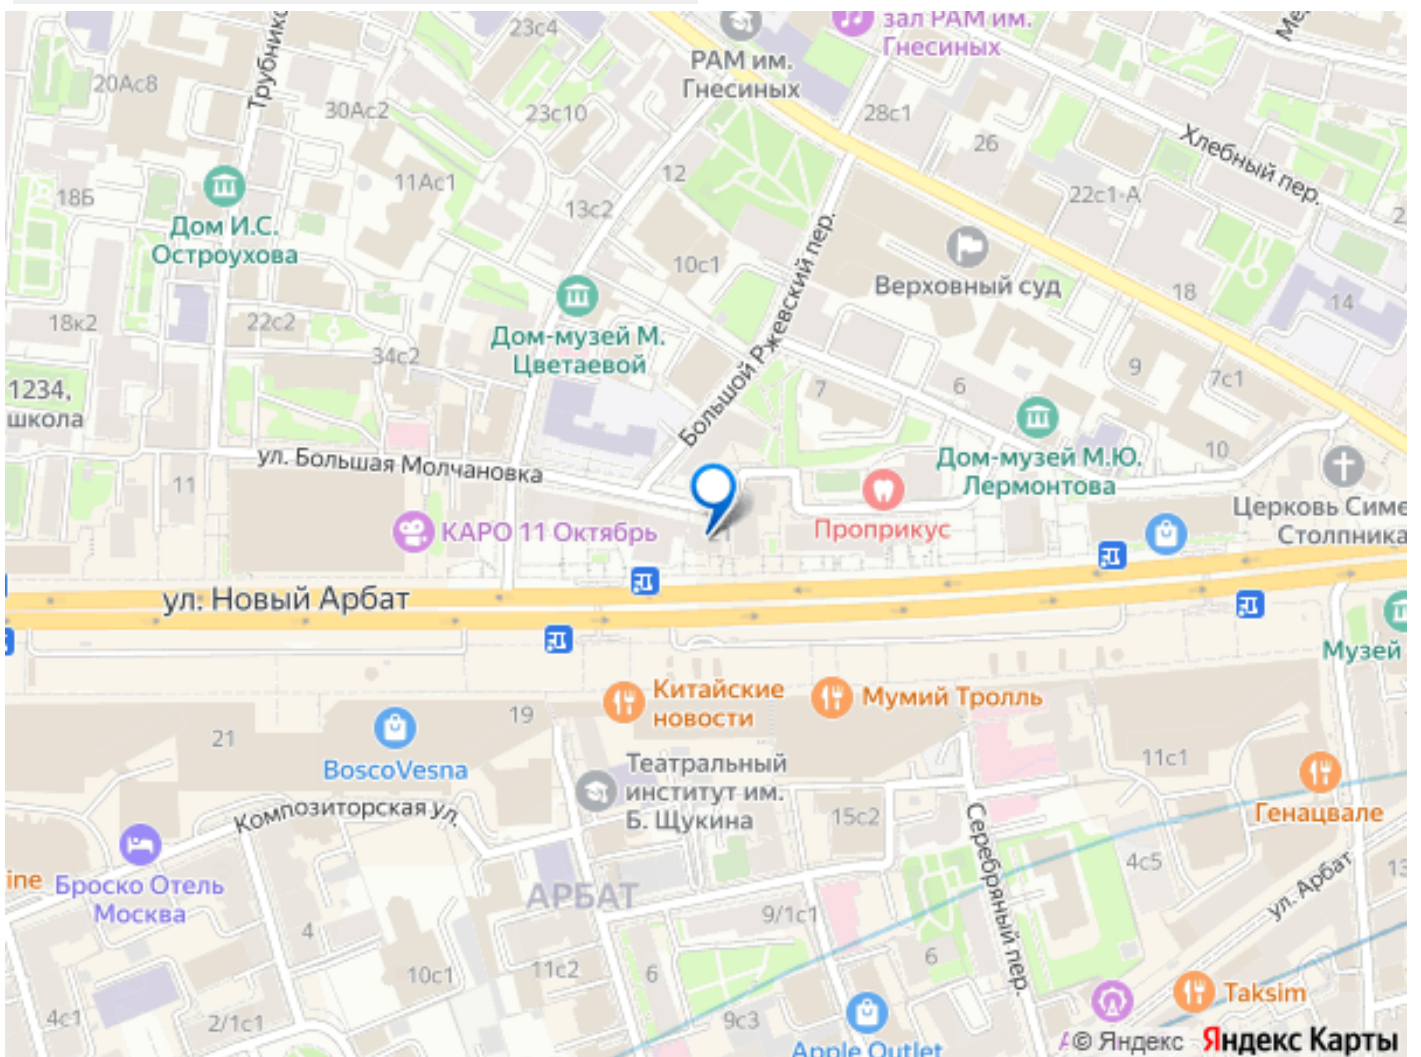 23с4
зал РАМ им.
Гнесиных
РАМ им.
Гнесиных
20Ас8
30Ас2
23с10
28с1
26
Хлебный пер.
11Ас1
12
18Б
13с2
22с1-А
Дом И.С.
Остроухова
10с1
Верховный суд
18
14
18к2
22с2
Дом-музей М.
Цветаевой
34с2
Большой Ржевский пер.
7
6
9
7с1
1234,
школа
ул. Большая Молчановка
11
10
Дом-музей М.Ю.
Лермонтова
КАРО 11 Октябрь
21
Проприкус
Церковь Симе
Столпника
ул. Новый Арбат
Музей
Китайские
новости
Мумий Тролль
19
21
BoscoVesna
11с1
Театральный
институт им.
Б. Щукина
Композиторская ул.
15с2
Генацвале
Серебряный пер.
4с5
ine
Броско Отель
Москва
АРБАТ
9/1с1
ул. Арбат
13
4
10с1
11с2
6
6
Taksim
4с1
2/1с1
9с3
Apple Outlet
© Яндекс
Яндекс Карты